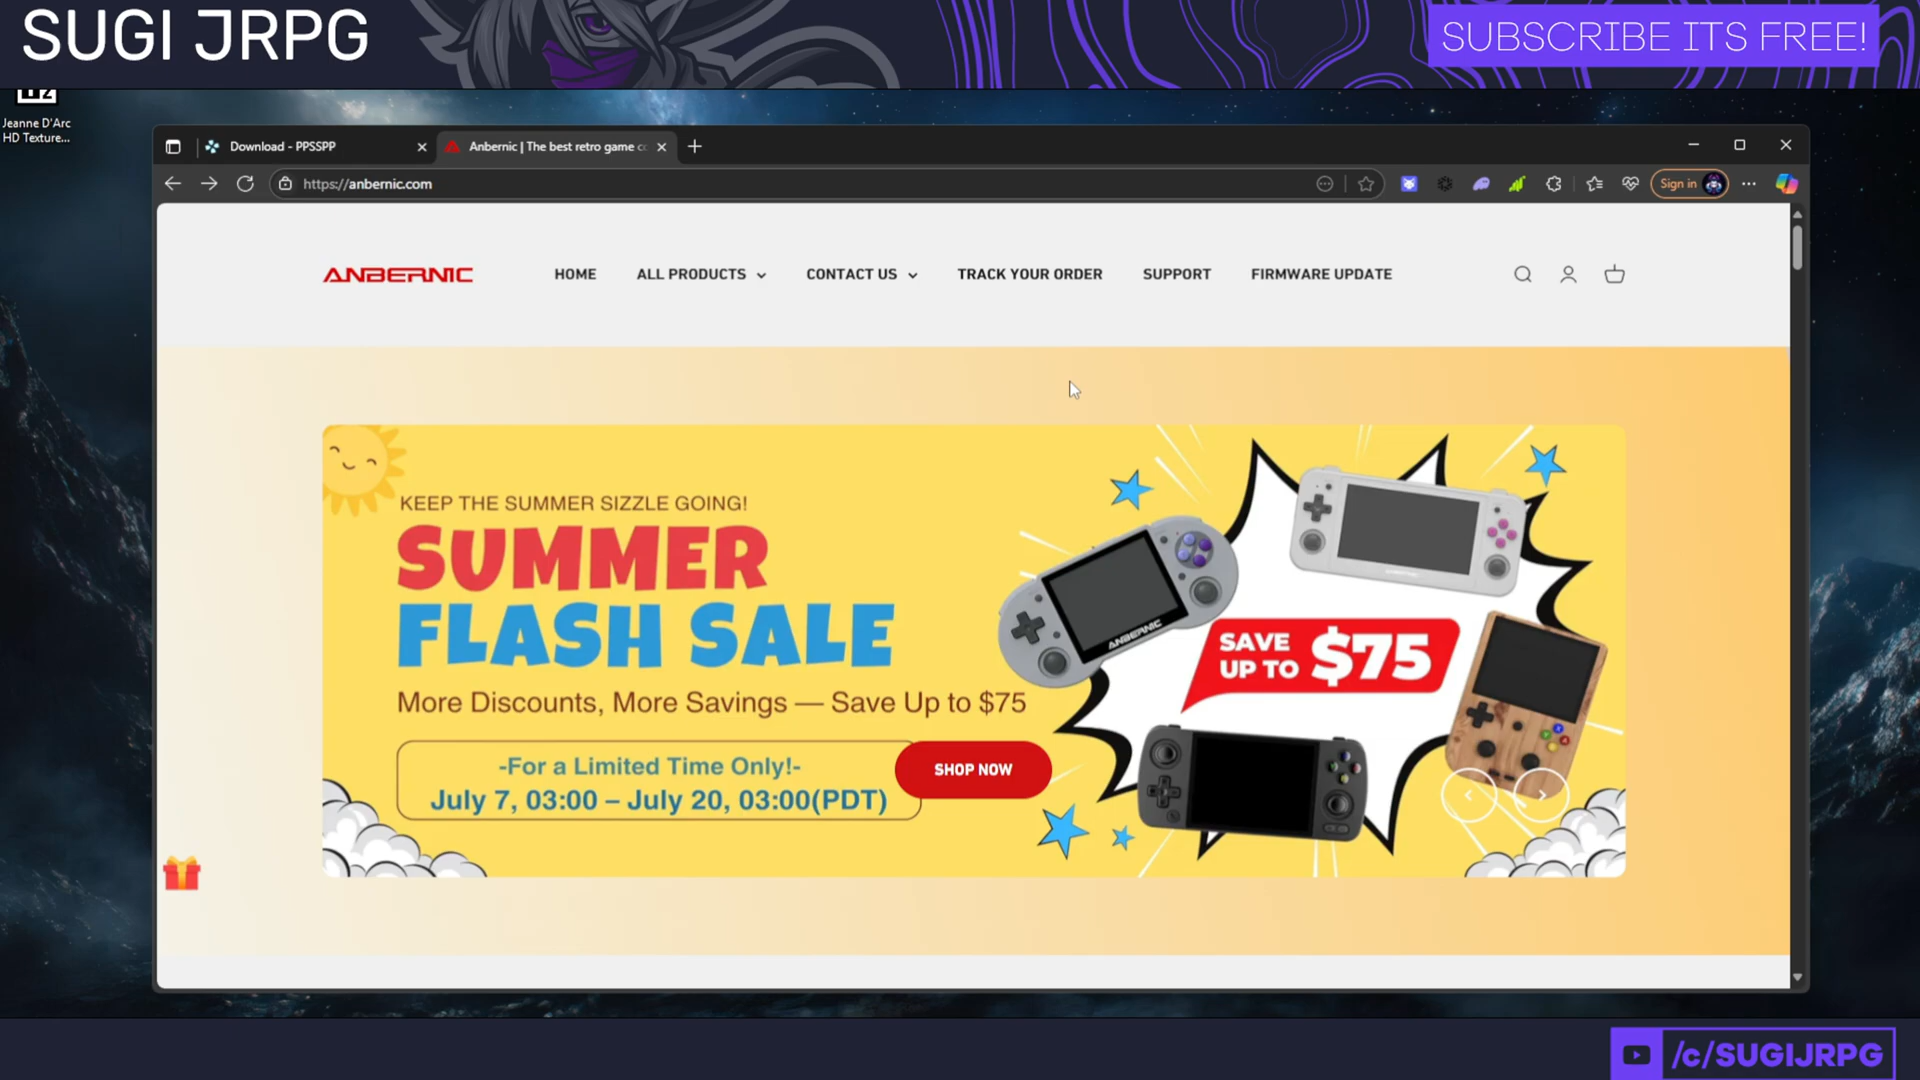 SUGI JRPG
SUBSCRIBE ITS FREE!
Jeanne D'Arc
HD Texture...
Download - PPSSPP
Anbernic | The best retro game co
https://anbernic.com
Sign in
ANBERNIC
HOME
ALL PRODUCTS
CONTACT US
TRACK YOUR ORDER
SUPPORT
FIRMWARE UPDATE
KEEP THE SUMMER SIZZLE GOING!
SUMMER
FLASH SALE
More Discounts, More Savings — Save Up to $75
-For a Limited Time Only!-
July 7, 03:00 – July 20, 03:00(PDT)
SHOP NOW
ANBERNIC
SAVE
UP TO $75
/c/SUGIJRPG